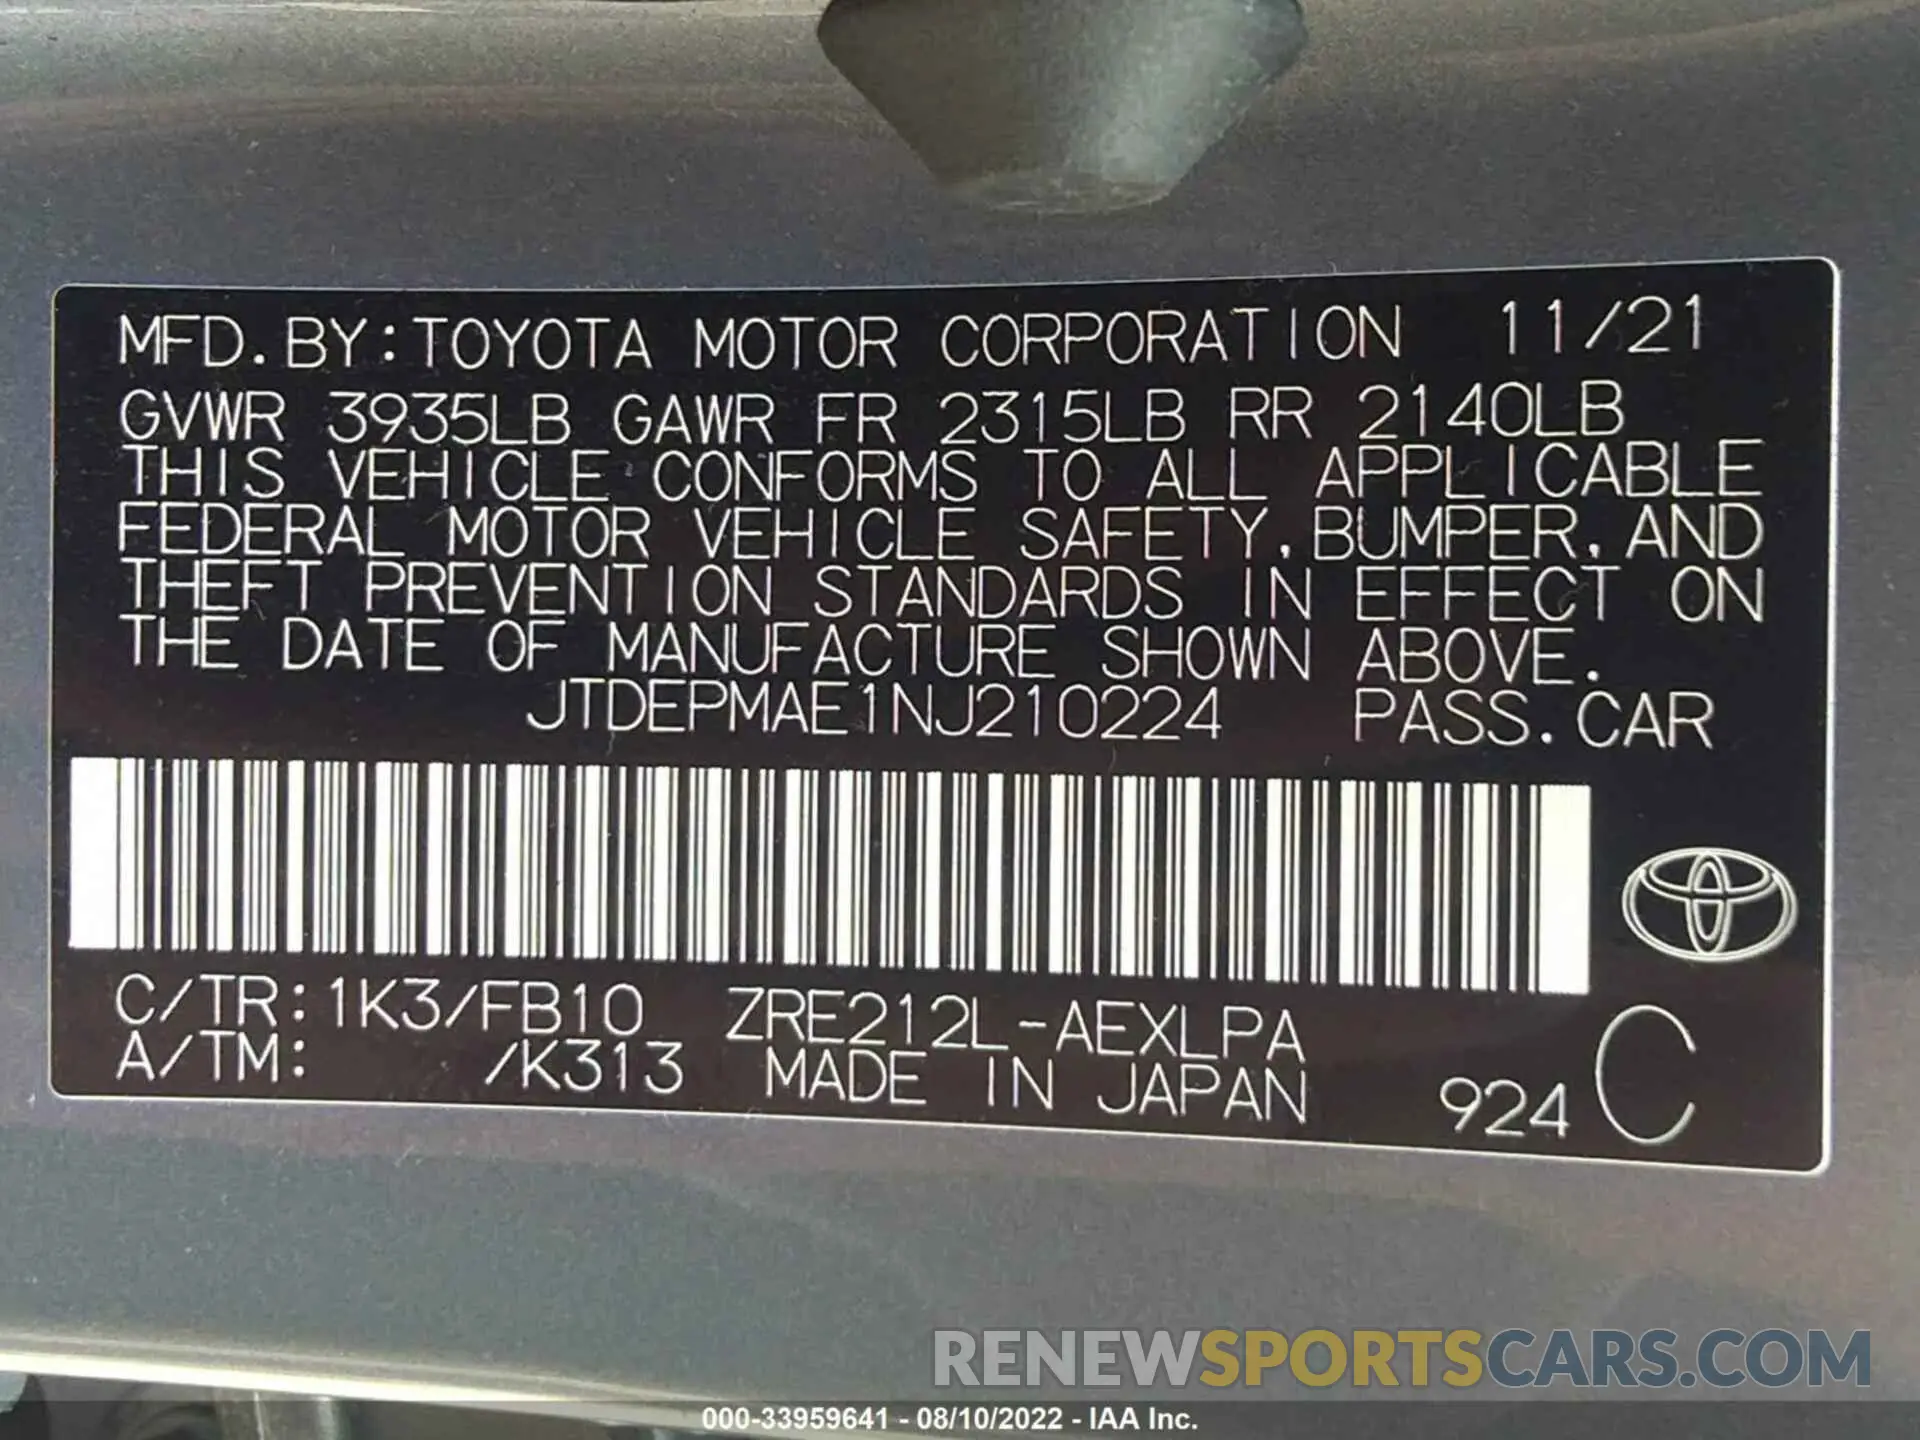 MFD.BY:TOYOTA MOTOR CORPORATION 11/21
GVWR 3935LB GAWR FR 2315LB RR 2140LB
THIS VEHICLE CONFORMS TO ALL APPLICABLE
FEDERAL MOTOR VEHICLE SAFETY,BUMPER,AND
THEFT PREVENTION STANDARDS IN EFFECT ON
THE DATE OF MANUFACTURE SHOWN ABOVE.
JTDEPMAE1NJ210224 PASS.CAR
C/TR:1K3/FB10 ZRE212L-AEXLPA
A/TM: /K313 MADE IN JAPAN 924 C
RENEWSPORTSCARS.COM
000-33959641 - 08/10/2022 - IAA Inc.